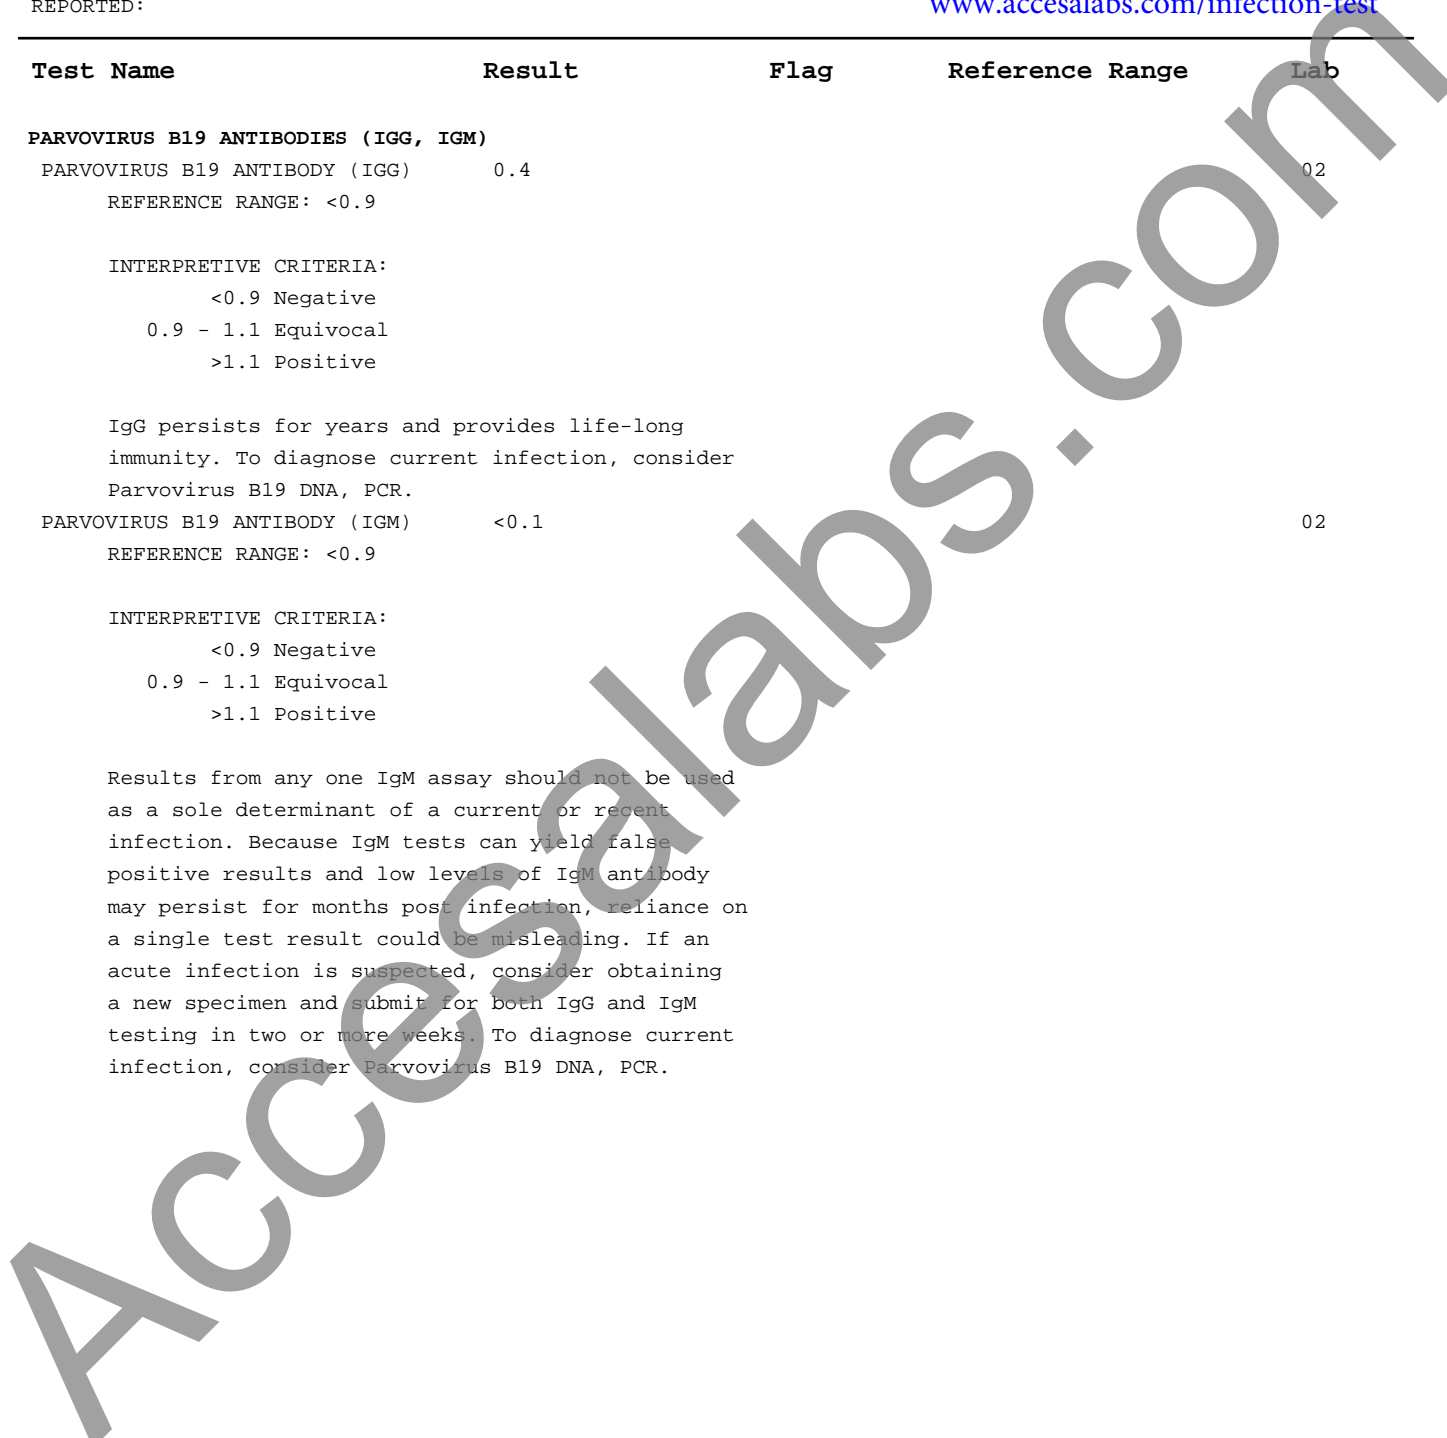 REPORTED: www.accesalabs.com/infection-test
Test Name Result Flag Reference Range Lab
PARVOVIRUS B19 ANTIBODIES (IGG, IGM)
PARVOVIRUS B19 ANTIBODY (IGG) 0.4 02
REFERENCE RANGE: <0.9
INTERPRETIVE CRITERIA:
<0.9 Negative
0.9 - 1.1 Equivocal
>1.1 Positive
IgG persists for years and provides life-long
immunity. To diagnose current infection, consider
Parvovirus B19 DNA, PCR.
PARVOVIRUS B19 ANTIBODY (IGM) <0.1 02
REFERENCE RANGE: <0.9
INTERPRETIVE CRITERIA:
<0.9 Negative
0.9 - 1.1 Equivocal
>1.1 Positive
Results from any one IgM assay should not be used
as a sole determinant of a current or recent
infection. Because IgM tests can yield false
positive results and low levels of IgM antibody
may persist for months post infection, reliance on
a single test result could be misleading. If an
acute infection is suspected, consider obtaining
a new specimen and submit for both IgG and IgM
testing in two or more weeks. To diagnose current
infection, consider Parvovirus B19 DNA, PCR.
Accesalabs.com